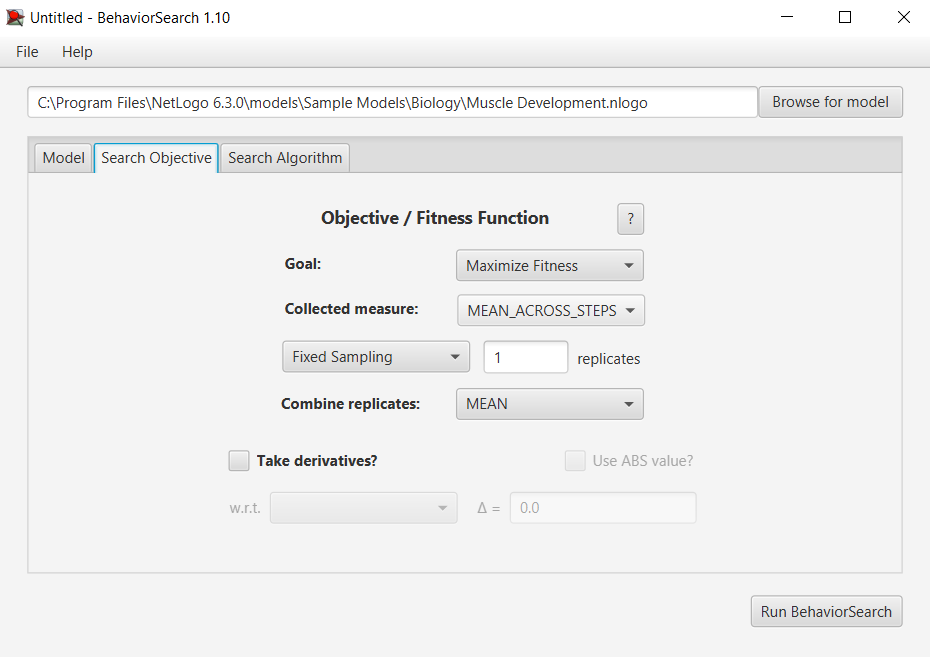 Untitled - BehaviorSearch 1.10
File Help
C:\Program Files\NetLogo 6.3.0\models\Sample Models\Biology\Muscle Development.nlogo Browse for model
Model Search Objective Search Algorithm
Objective / Fitness Function ?
Goal: Maximize Fitness
Collected measure: MEAN_ACROSS_STEPS
Fixed Sampling 1 replicates
Combine replicates: MEAN
Take derivatives? Use ABS value?
w.r.t. Δ = 0.0
Run BehaviorSearch